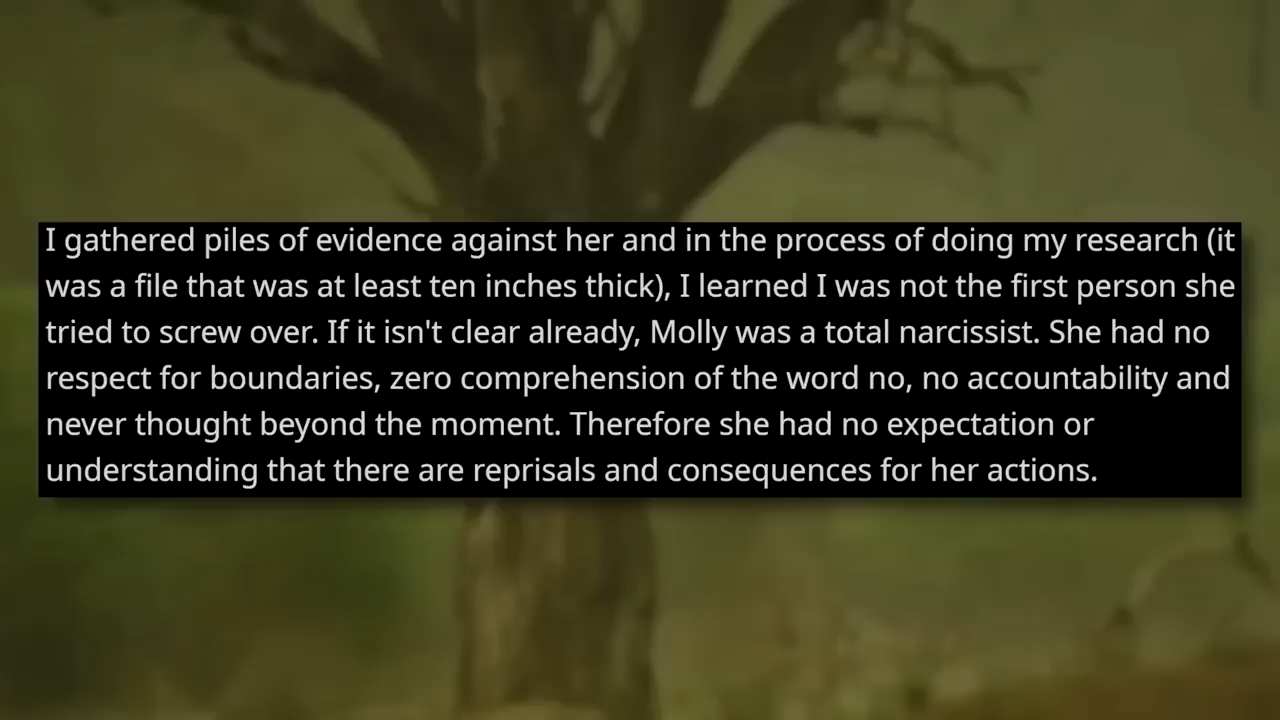 I gathered piles of evidence against her and in the process of doing my research (it
was a file that was at least ten inches thick), I learned I was not the first person she
tried to screw over. If it isn't clear already, Molly was a total narcissist. She had no
respect for boundaries, zero comprehension of the word no, no accountability and
never thought beyond the moment. Therefore she had no expectation or
understanding that there are reprisals and consequences for her actions.